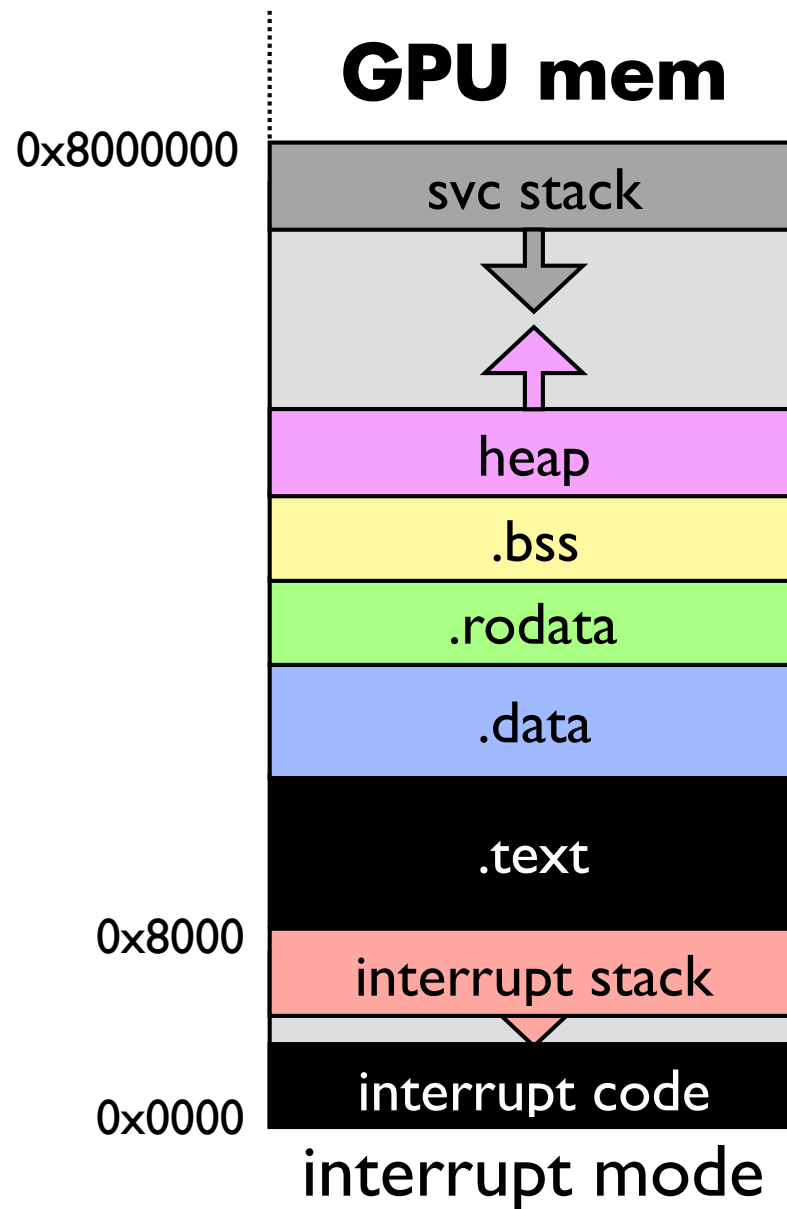 GPU mem
0x8000000
svc stack
heap
.bss
.rodata
.data
.text
0x8000
interrupt stack
interrupt code
0x0000
interrupt mode